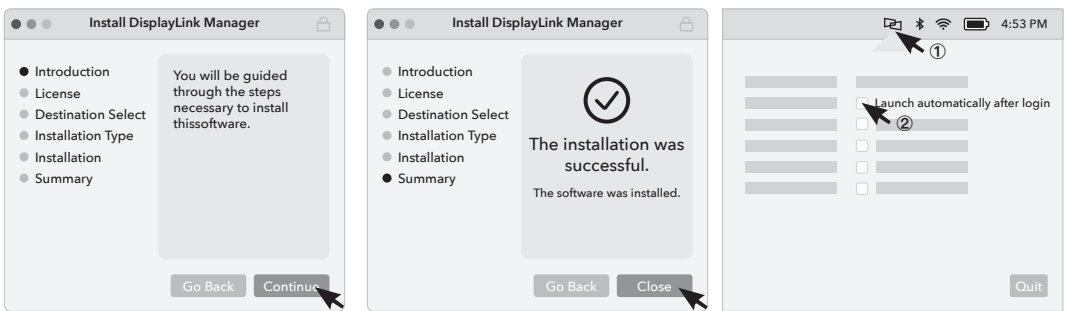 Install DisplayLink Manager
Introduction
License
Destination Select
Installation Type
Installation
Summary
You will be guided
through the steps
necessary to install
thissoftware.
Go Back
Continue
Install DisplayLink Manager
Introduction
License
Destination Select
Installation Type
Installation
Summary
The installation was
successful.
The software was installed.
Go Back
Close
4:53 PM
①
Launch automatically after login
②
Quit